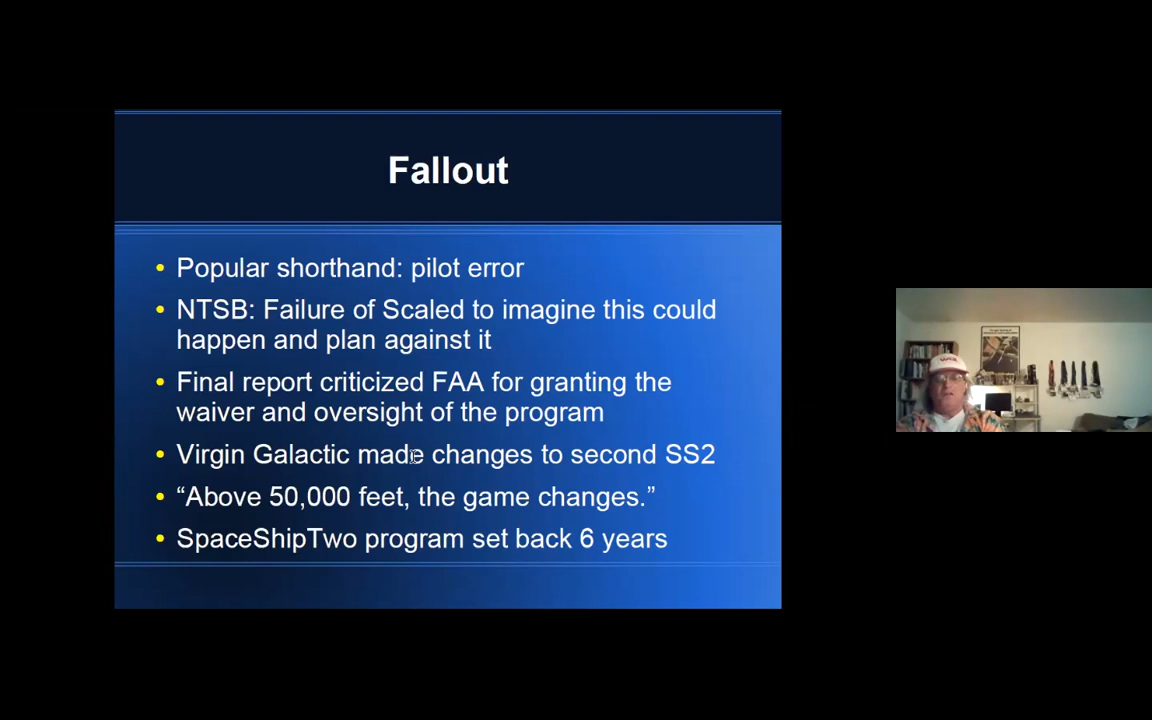 Fallout
• Popular shorthand: pilot error
• NTSB: Failure of Scaled to imagine this could
happen and plan against it
• Final report criticized FAA for granting the
waiver and oversight of the program
• Virgin Galactic made changes to second SS2
• “Above 50,000 feet, the game changes.”
• SpaceShipTwo program set back 6 years